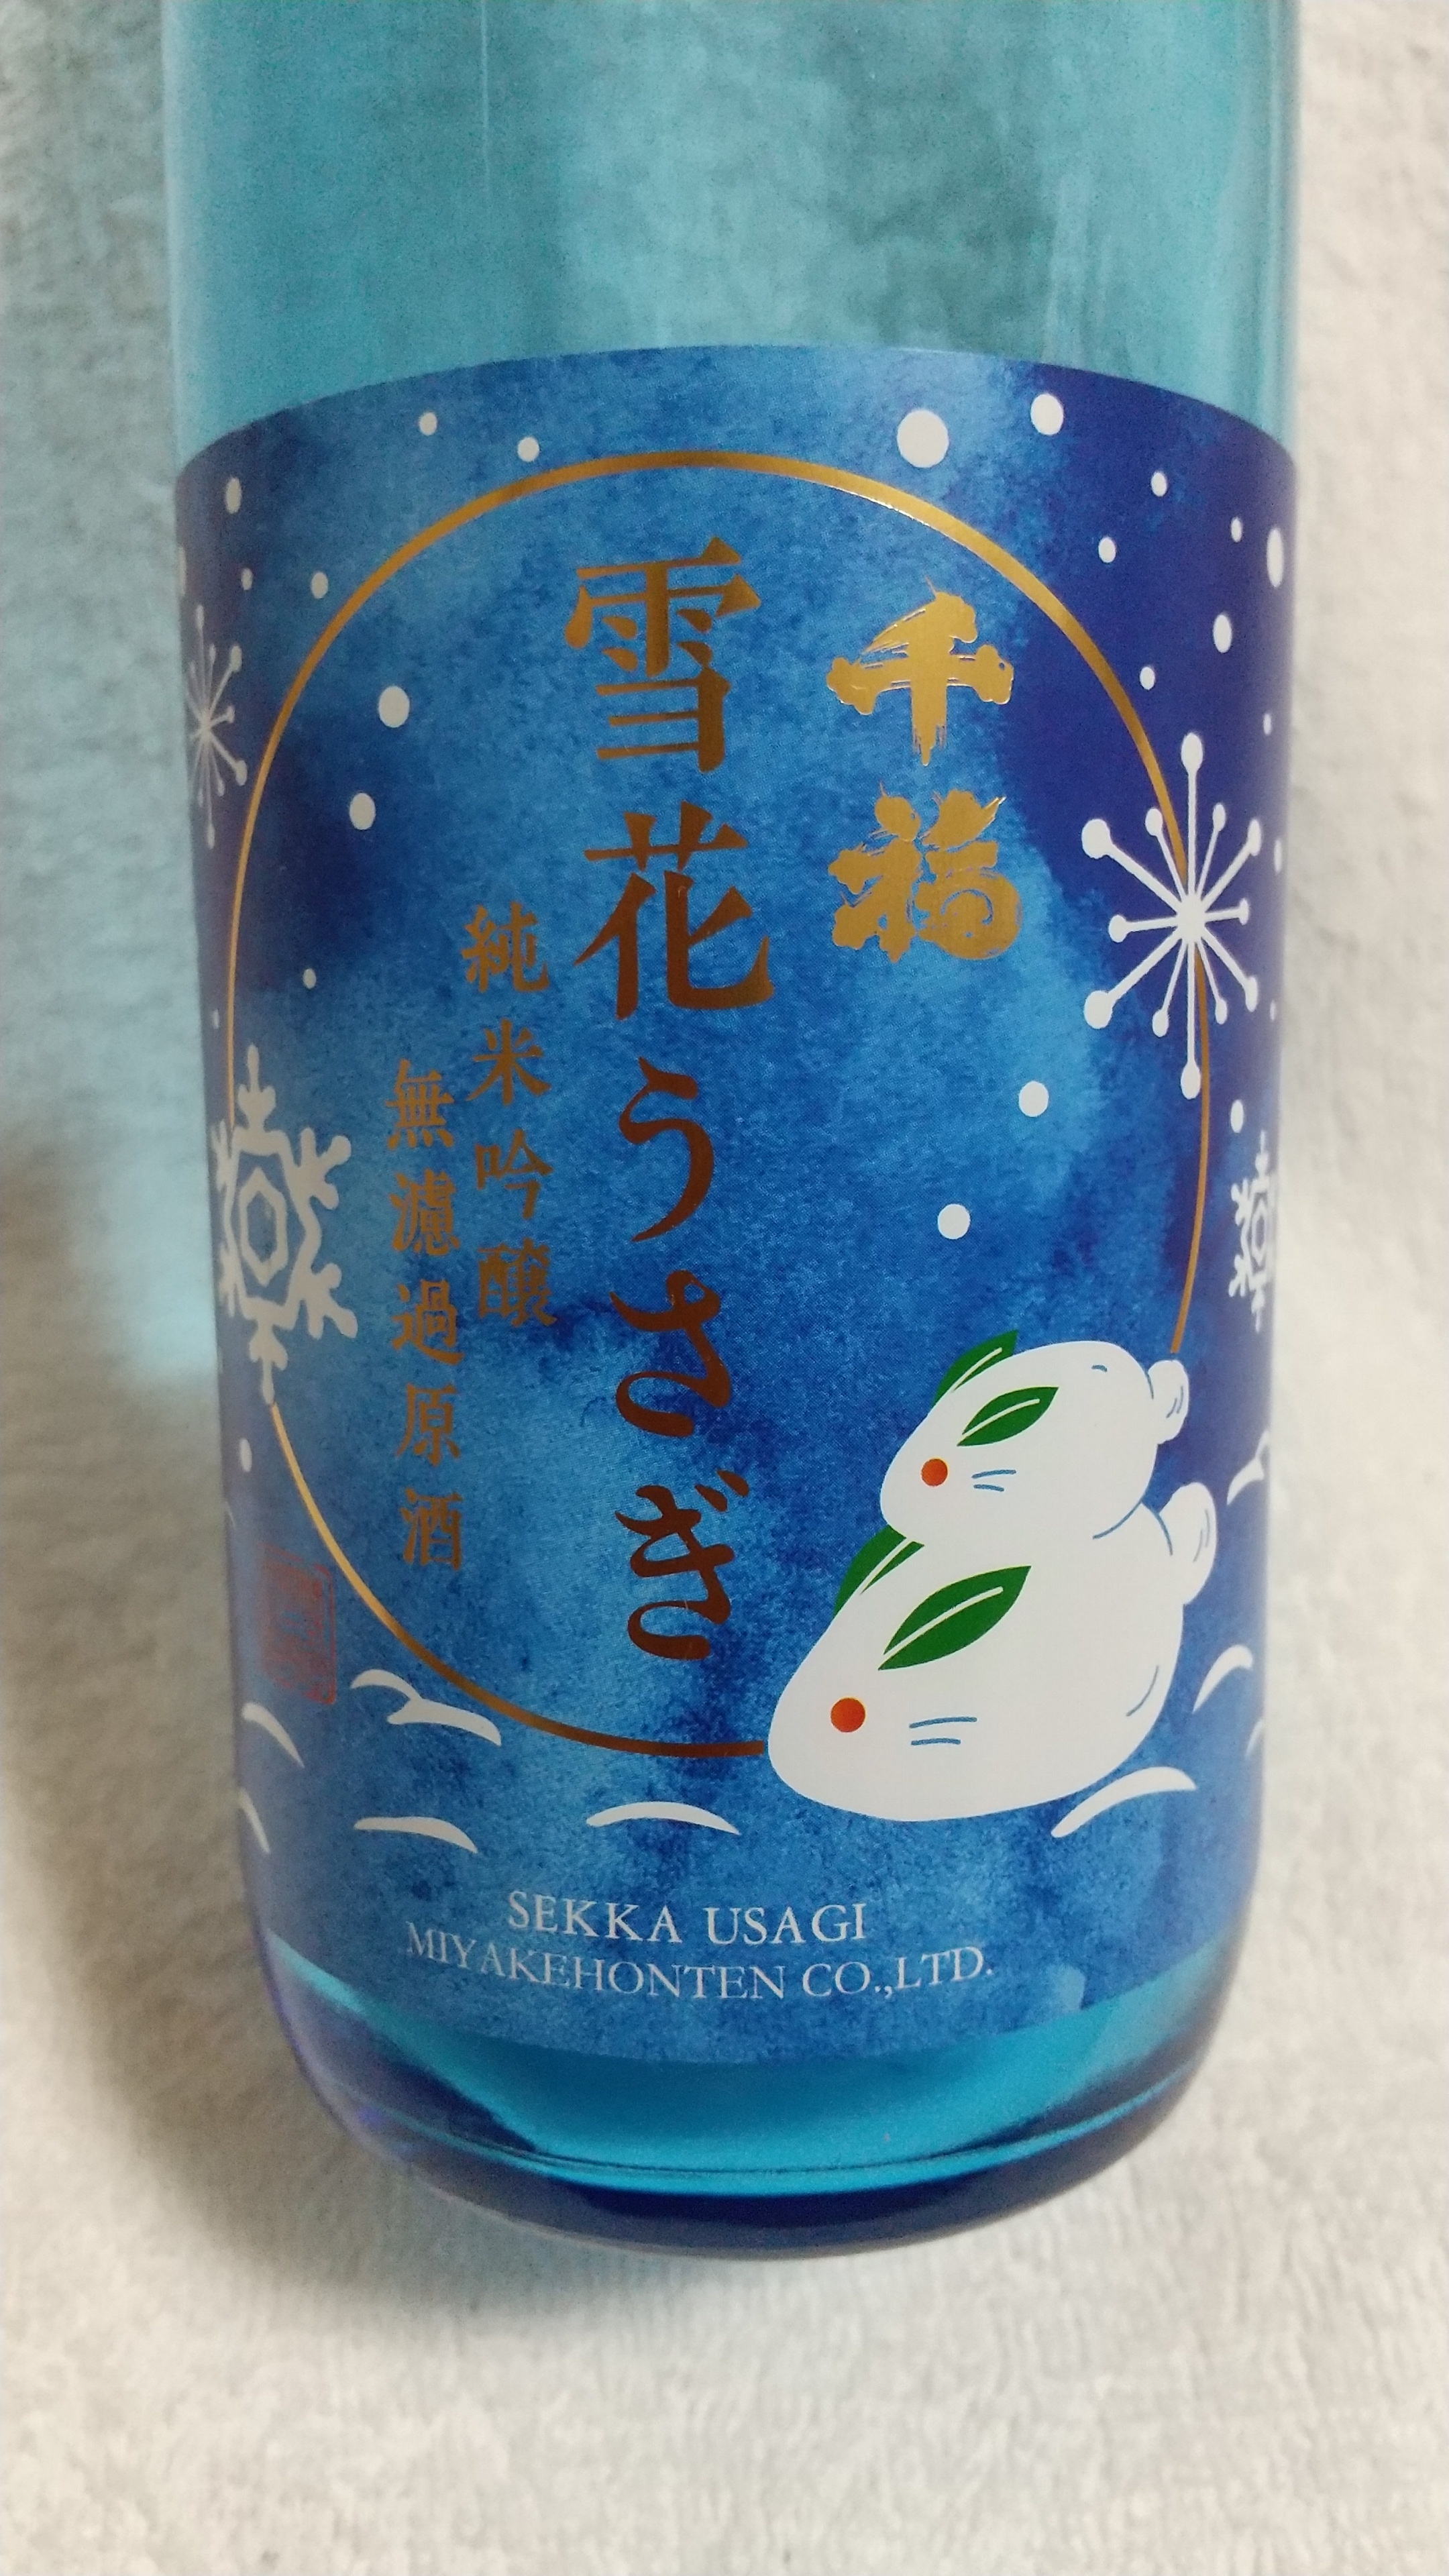 千福
雪花うさぎ
純米吟醸
無濾過原酒
SEKKA USAGI
MIYAKEHONTEN CO.,LTD.